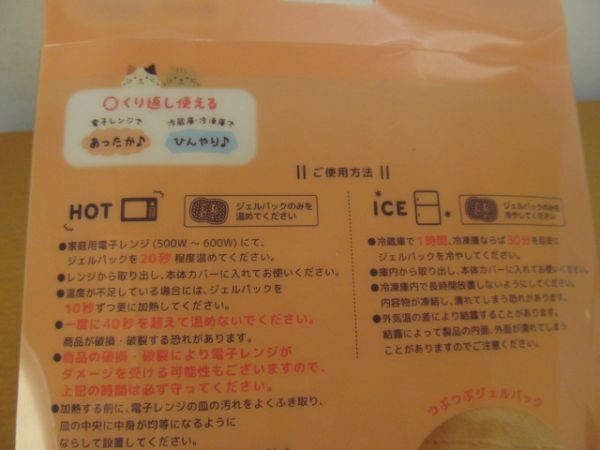 くり返し使える
電子レンジで
冷蔵庫・冷凍庫で
あったか♪
ひんやり♪
ご使用方法
HOT
ジェルパックのみを
温めてください
●家庭用電子レンジ(500W～600W)にて、
ジェルパックを20秒程度温めてください。
●レンジから取り出し、本体カバーに入れてお使いください。
●温度が不足している場合には、ジェルパックを
10秒ずつ更に加熱してください。
●一度に40秒を超えて温めないでください。
商品が破損・破裂する恐れがあります。
●商品の破損・破裂により電子レンジが
ダメージを受ける可能性もございますので、
上記の時間は必ず守ってください。
●加熱する前に、電子レンジの皿の汚れをよくふき取り、
皿の中央に中身が均等になるように
ならして設置してください。
ICE
ジェルパックのみを
冷やしてください
●冷蔵庫で1時間、冷凍庫ならば30分を目安に
ジェルパックを冷やしてください。
●庫内から取り出し、本体カバーに入れてお使いください。
●冷凍庫内で長時間放置しないようにしてください。
内容物が凍結し、潰れてしまう恐れがあります。
●外気温の差により結露することがあります。
結露によって製品の内面、外面が濡れてしまう
ことがありますのでご注意ください。
つぶつぶジェルパック